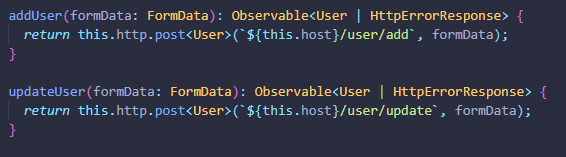 addUser(formData: FormData): Observable<User | HttpErrorResponse> {
  return this.http.post<User>(`${this.host}/user/add`, formData);
}

updateUser(formData: FormData): Observable<User | HttpErrorResponse> {
  return this.http.post<User>(`${this.host}/user/update`, formData);
}